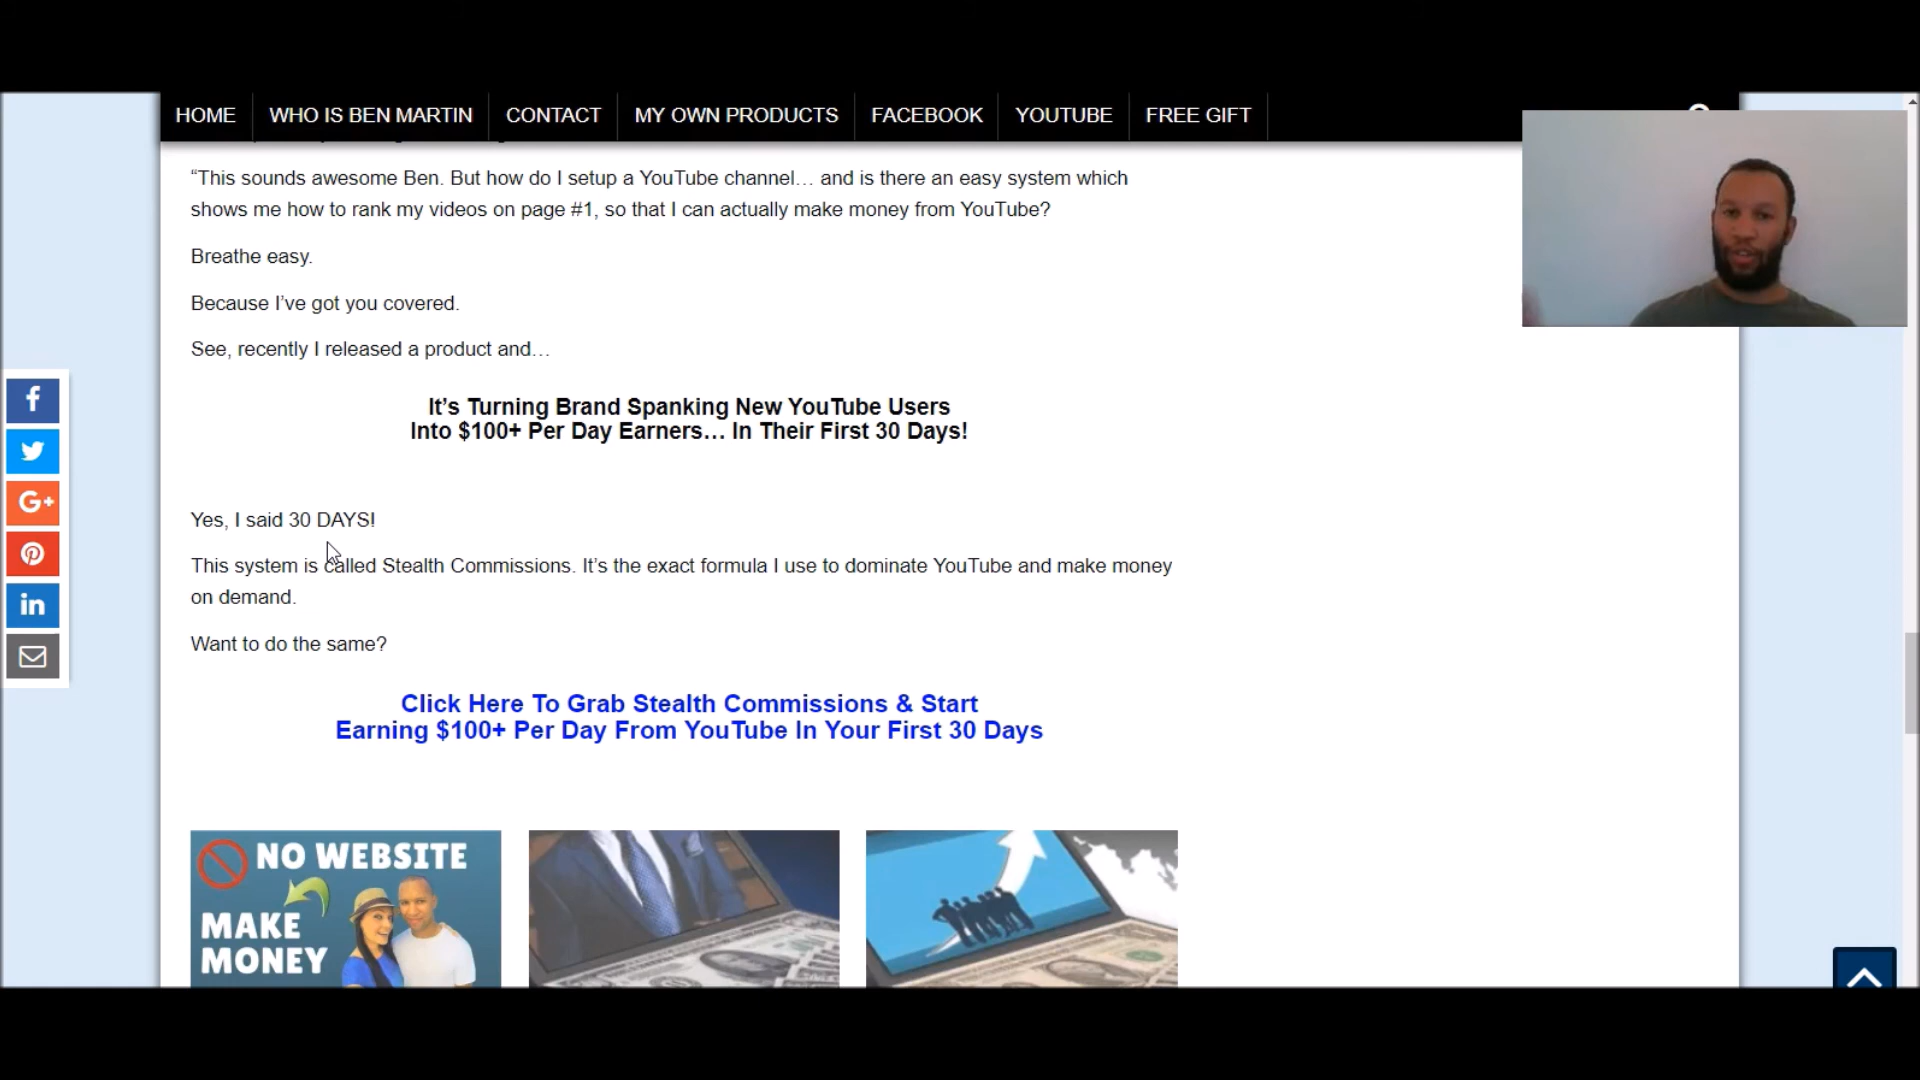 HOME WHO IS BEN MARTIN CONTACT MY OWN PRODUCTS FACEBOOK YOUTUBE FREE GIFT
“This sounds awesome Ben. But how do I setup a YouTube channel… and is there an easy system which
shows me how to rank my videos on page #1, so that I can actually make money from YouTube?
Breathe easy.
Because I’ve got you covered.
See, recently I released a product and…
It’s Turning Brand Spanking New YouTube Users
Into $100+ Per Day Earners… In Their First 30 Days!
Yes, I said 30 DAYS!
This system is called Stealth Commissions. It’s the exact formula I use to dominate YouTube and make money
on demand.
Want to do the same?
Click Here To Grab Stealth Commissions & Start
Earning $100+ Per Day From YouTube In Your First 30 Days
f
G+
in
NO WEBSITE
MAKE
MONEY